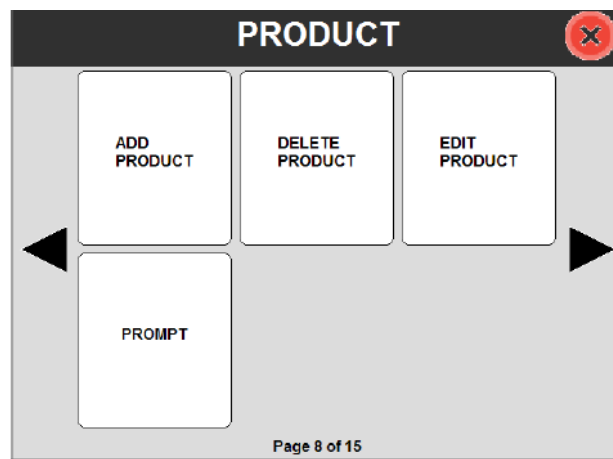 PRODUCT
ADD
PRODUCT
DELETE
PRODUCT
EDIT
PRODUCT
PROMPT
Page 8 of 15